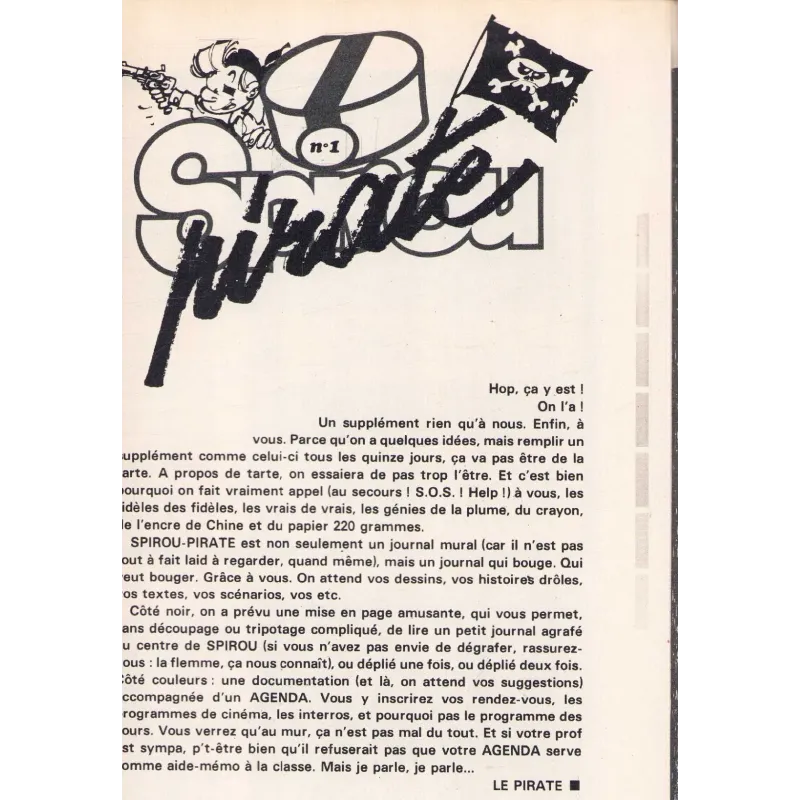 n°1
Spirou
pirate
Hop, ça y est !
On l'a !
Un supplément rien qu'à nous. Enfin, à
vous. Parce qu'on a quelques idées, mais remplir un
supplément comme celui-ci tous les quinze jours, ça va pas être de la
arte. A propos de tarte, on essaiera de pas trop l'être. Et c'est bien
pourquoi on fait vraiment appel (au secours ! S.O.S. ! Help !) à vous, les
idèles des fidèles, les vrais de vrais, les génies de la plume, du crayon,
de l'encre de Chine et du papier 220 grammes.
SPIROU-PIRATE est non seulement un journal mural (car il n'est pas
out à fait laid à regarder, quand même), mais un journal qui bouge. Qui
eut bouger. Grâce à vous. On attend vos dessins, vos histoires drôles,
os textes, vos scénarios, vos etc.
Côté noir, on a prévu une mise en page amusante, qui vous permet,
ans découpage ou tripotage compliqué, de lire un petit journal agrafé
u centre de SPIROU (si vous n'avez pas envie de dégrafer, rassurez-
ous : la flemme, ça nous connaît), ou déplié une fois, ou déplié deux fois.
Côté couleurs : une documentation (et là, on attend vos suggestions)
ccompagnée d'un AGENDA. Vous y inscrirez vos rendez-vous, les
rogrammes de cinéma, les interros, et pourquoi pas le programme des
ours. Vous verrez qu'au mur, ça n'est pas mal du tout. Et si votre prof
st sympa, p't-être bien qu'il refuserait pas que votre AGENDA serve
omme aide-mémo à la classe. Mais je parle, je parle...
LE PIRATE ■